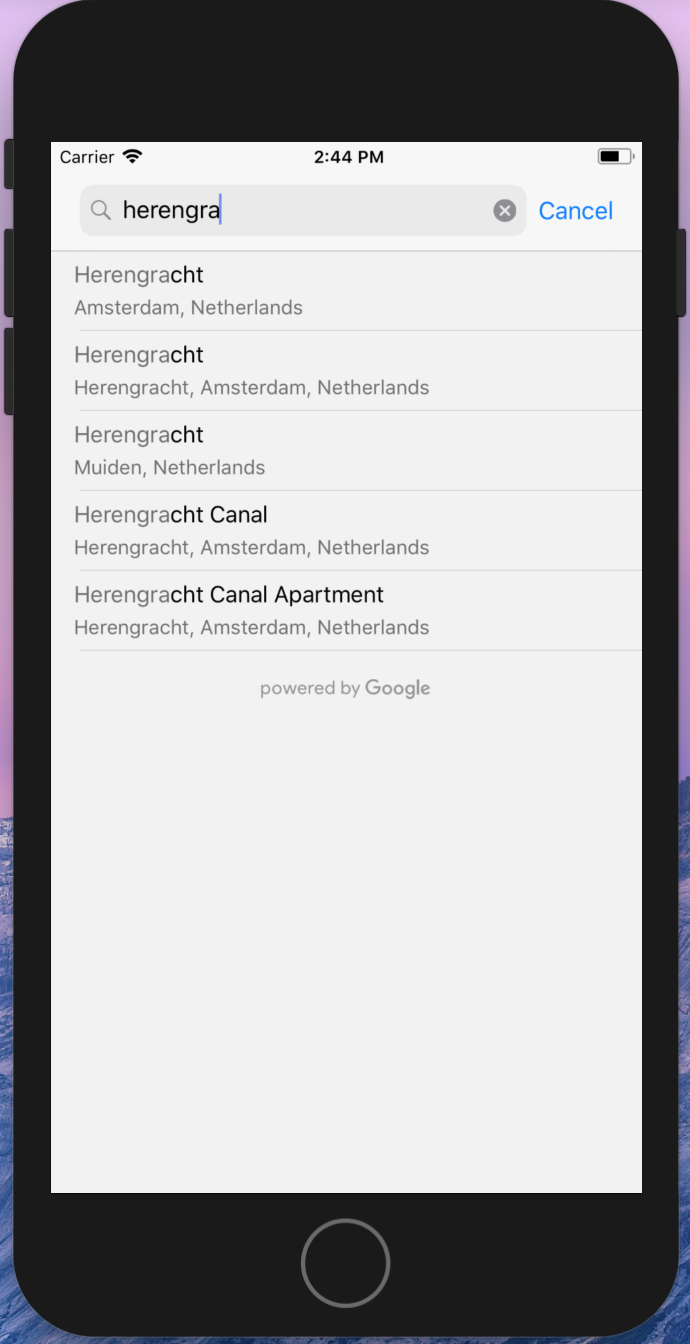 Carrier 2:44 PM
herengra Cancel
Herengracht
Amsterdam, Netherlands
Herengracht
Herengracht, Amsterdam, Netherlands
Herengracht
Muiden, Netherlands
Herengracht Canal
Herengracht, Amsterdam, Netherlands
Herengracht Canal Apartment
Herengracht, Amsterdam, Netherlands
powered by Google